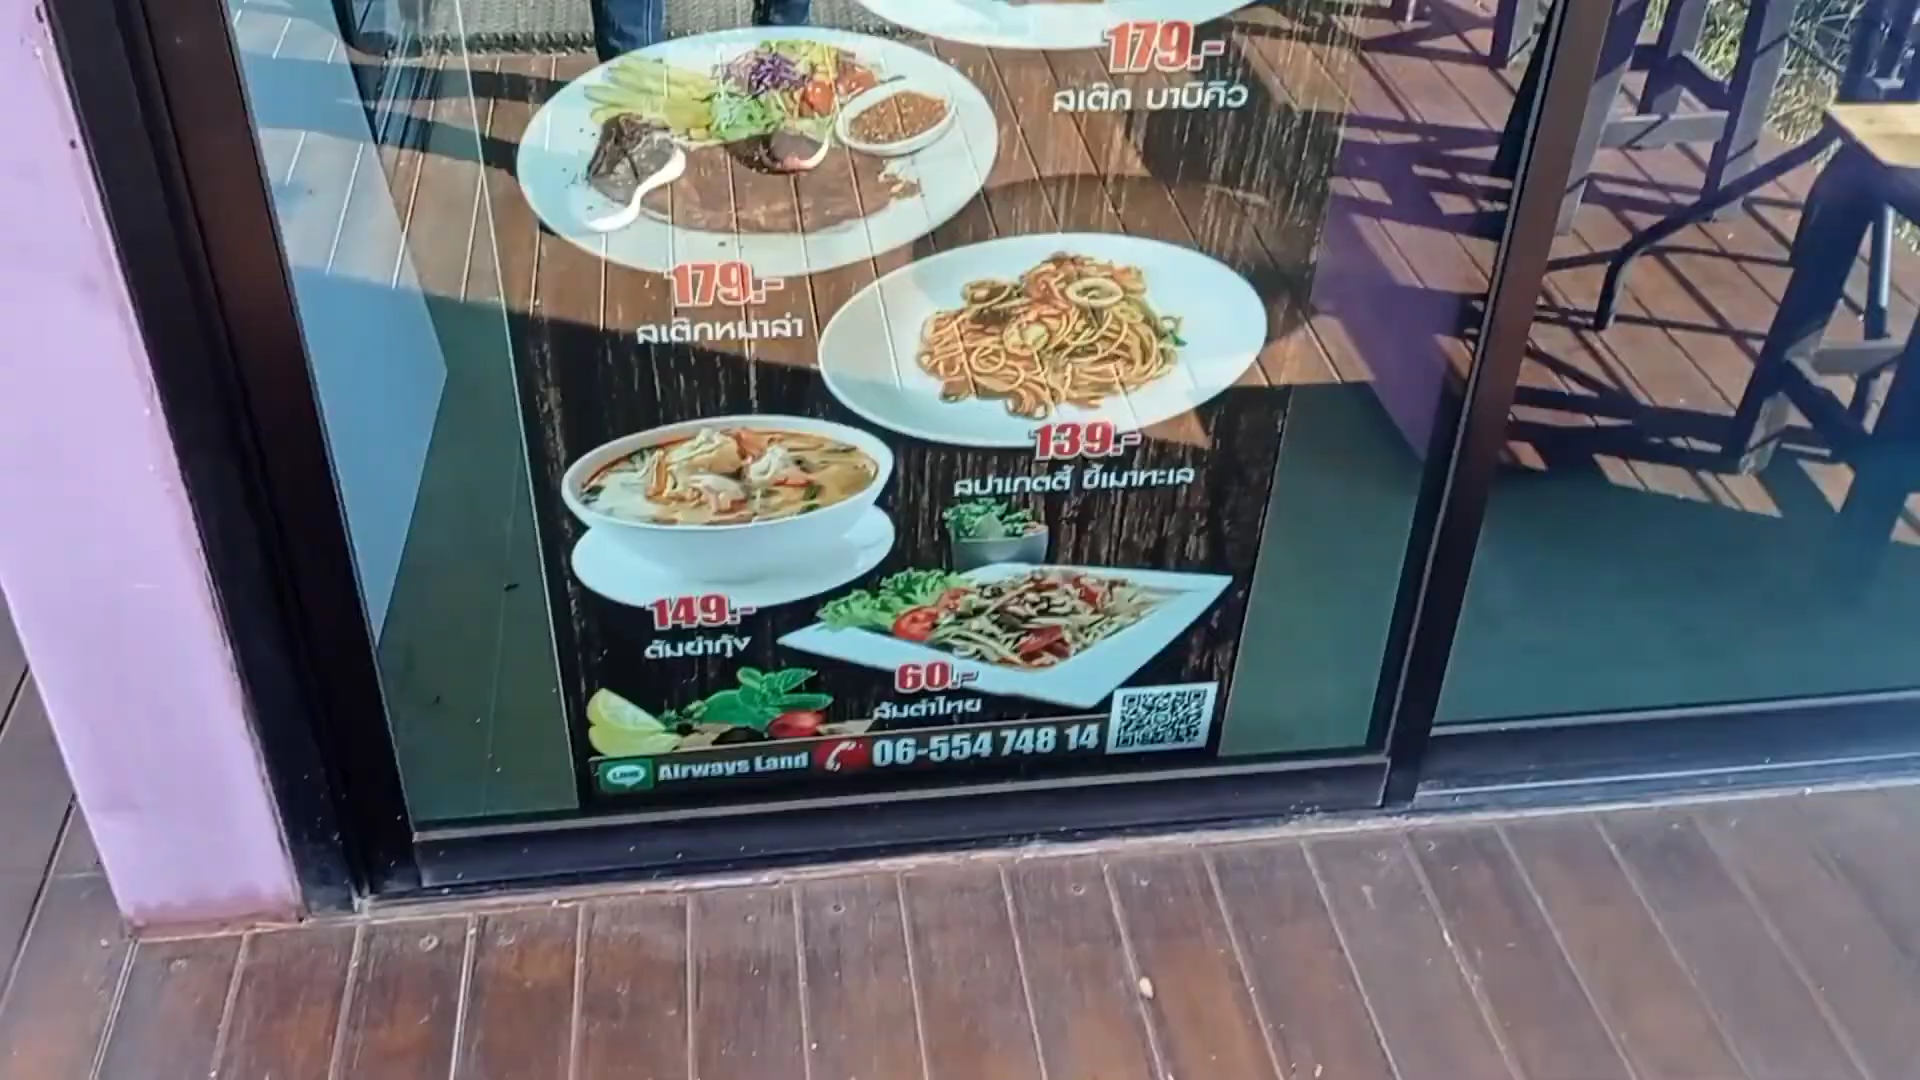 179.-
สเต๊ก บาบีคิว
179.-
สเต๊กหมาล่า
139.-
สปาเกตตี้ ขี้เมาทะเล
149.-
ต้มยำกุ้ง
60.-
ส้มตำไทย
LINE Airways Land 06-554 748 14